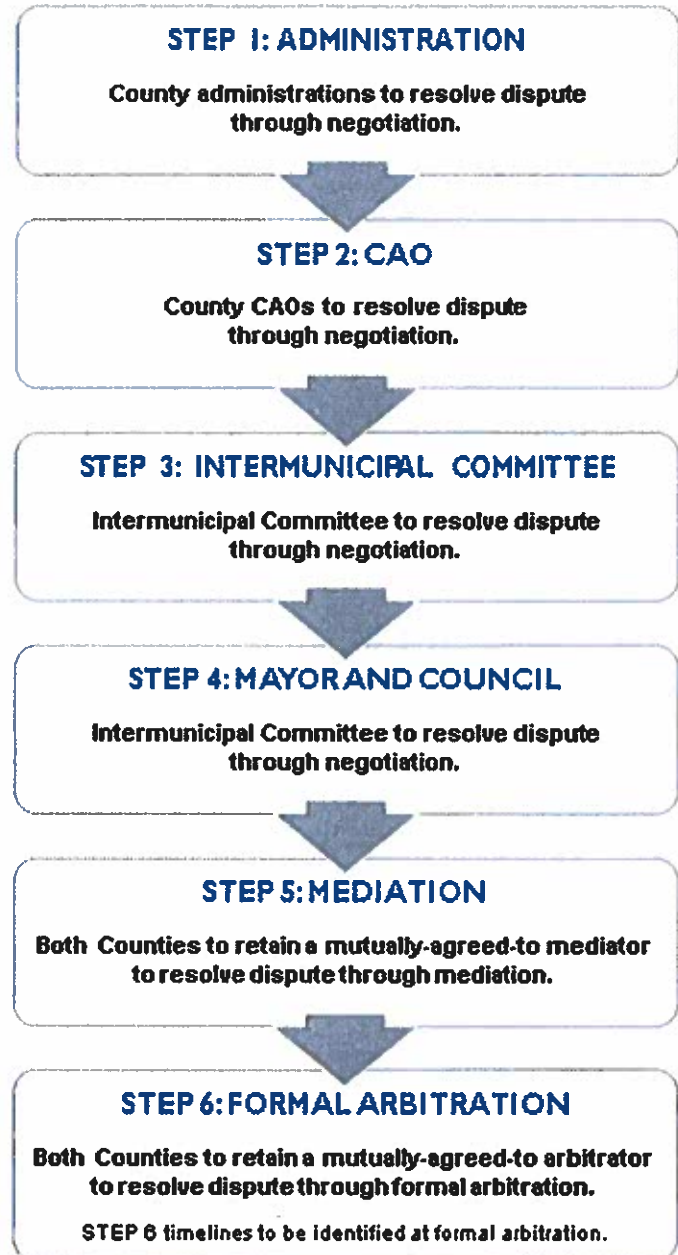 STEP 1: ADMINISTRATION
County administrations to resolve dispute
through negotiation.
STEP 2: CAO
County CAOs to resolve dispute
through negotiation.
STEP 3: INTERMUNICIPAL COMMITTEE
Intermunicipal Committee to resolve dispute
through negotiation.
STEP 4: MAYOR AND COUNCIL
Intermunicipal Committee to resolve dispute
through negotiation.
STEP 5: MEDIATION
Both Counties to retain a mutually-agreed-to mediator
to resolve dispute through mediation.
STEP 6: FORMAL ARBITRATION
Both Counties to retain a mutually-agreed-to arbitrator
to resolve dispute through formal arbitration.
STEP 6 timelines to be identified at formal arbitration.